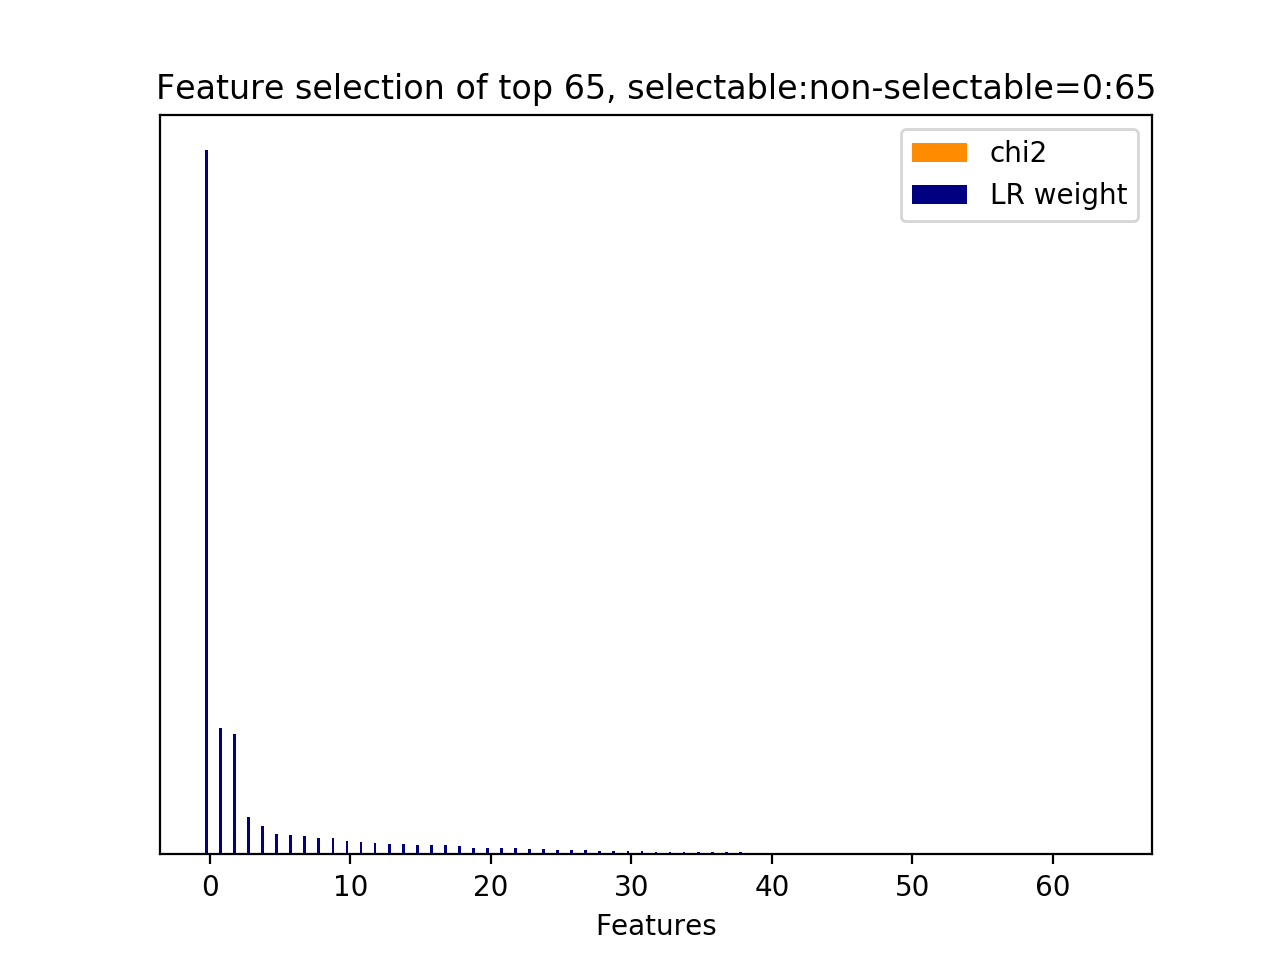 Feature selection of top 65, selectable:non-selectable=0:65
chi2
LR weight
0 10 20 30 40 50 60
Features